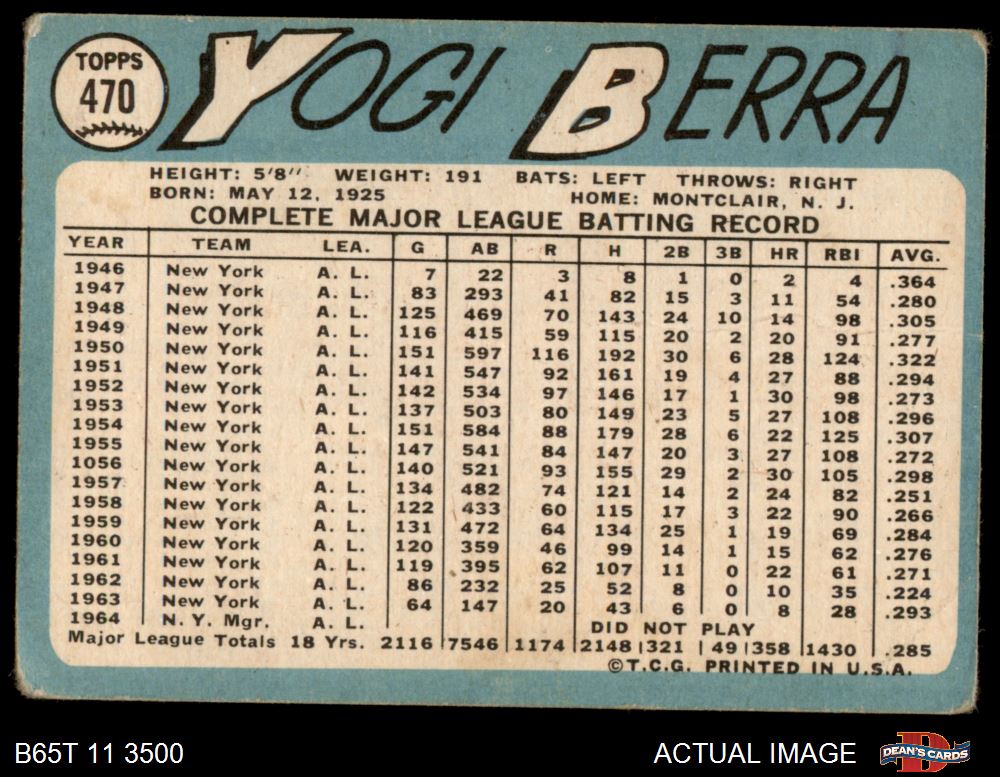 TOPPS
470
YOGI BERRA
HEIGHT: 5'8" WEIGHT: 191 BATS: LEFT THROWS: RIGHT
BORN: MAY 12, 1925 HOME: MONTCLAIR, N. J.
COMPLETE MAJOR LEAGUE BATTING RECORD
YEAR TEAM LEA. G AB R H 2B 3B HR RBI AVG.
1946 New York A. L. 7 22 3 8 1 0 2 4 .364
1947 New York A. L. 83 293 41 82 15 3 11 54 .280
1948 New York A. L. 125 469 70 143 24 10 14 98 .305
1949 New York A. L. 116 415 59 115 20 2 20 91 .277
1950 New York A. L. 151 597 116 192 30 6 28 124 .322
1951 New York A. L. 141 547 92 161 19 4 27 88 .294
1952 New York A. L. 142 534 97 146 17 1 30 98 .273
1953 New York A. L. 137 503 80 149 23 5 27 108 .296
1954 New York A. L. 151 584 88 179 28 6 22 125 .307
1955 New York A. L. 147 541 84 147 20 3 27 108 .272
1056 New York A. L. 140 521 93 155 29 2 30 105 .298
1957 New York A. L. 134 482 74 121 14 2 24 82 .251
1958 New York A. L. 122 433 60 115 17 3 22 90 .266
1959 New York A. L. 131 472 64 134 25 1 19 69 .284
1960 New York A. L. 120 359 46 99 14 1 15 62 .276
1961 New York A. L. 119 395 62 107 11 0 22 61 .271
1962 New York A. L. 86 232 25 52 8 0 10 35 .224
1963 New York A. L. 64 147 20 43 6 0 8 28 .293
1964 N. Y. Mgr. A. L. DID NOT PLAY
Major League Totals 18 Yrs. 2116 7546 1174 2148 321 49 358 1430 .285
©T.C.G. PRINTED IN U.S.A.
B65T 11 3500 ACTUAL IMAGE DEAN'S CARDS